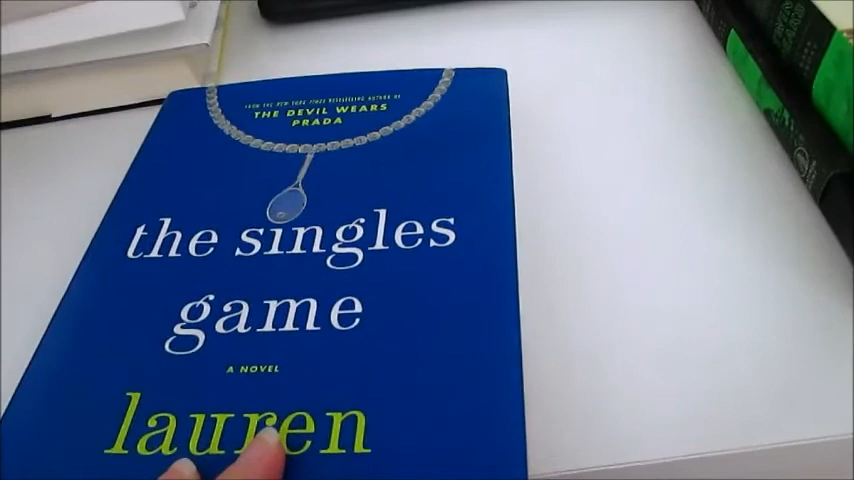 FROM THE NEW YORK TIMES BESTSELLING AUTHOR OF
THE DEVIL WEARS
PRADA
the singles
game
A NOVEL
lauren